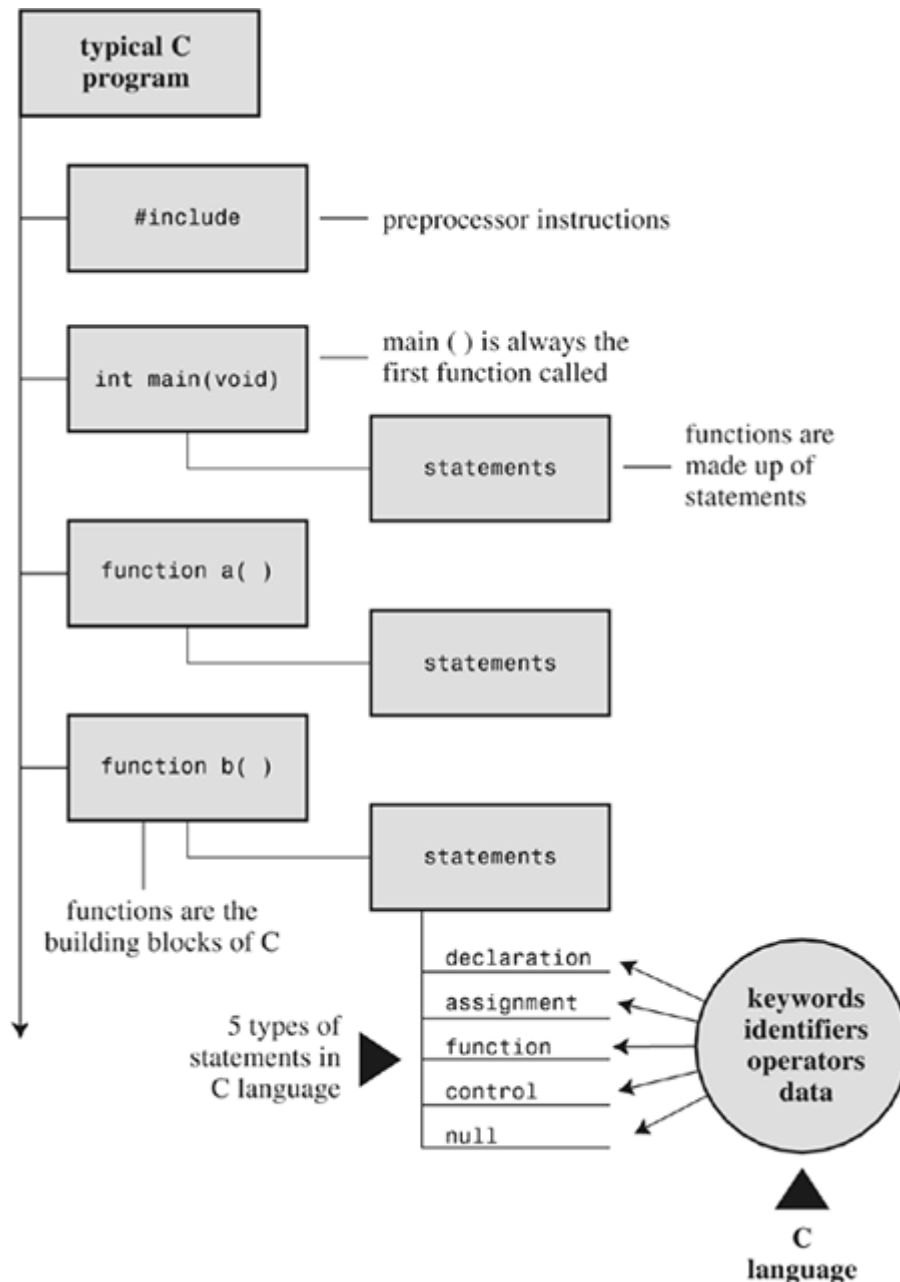 typical C
program
#include
preprocessor instructions
main ( ) is always the
first function called
int main(void)
statements
functions are
made up of
statements
function a( )
statements
function b( )
statements
functions are the
building blocks of C
declaration
assignment
function
control
null
5 types of
statements in
C language
keywords
identifiers
operators
data
C
language